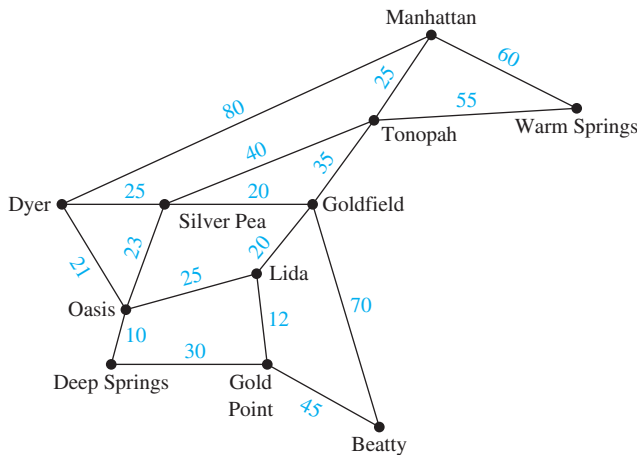 Manhattan
60
25
80
55
Tonopah
Warm Springs
40
35
Dyer
25
20
Goldfield
Silver Pea
21
23
20
25
Lida
Oasis
70
10
12
30
Deep Springs
Gold
Point
45
Beatty